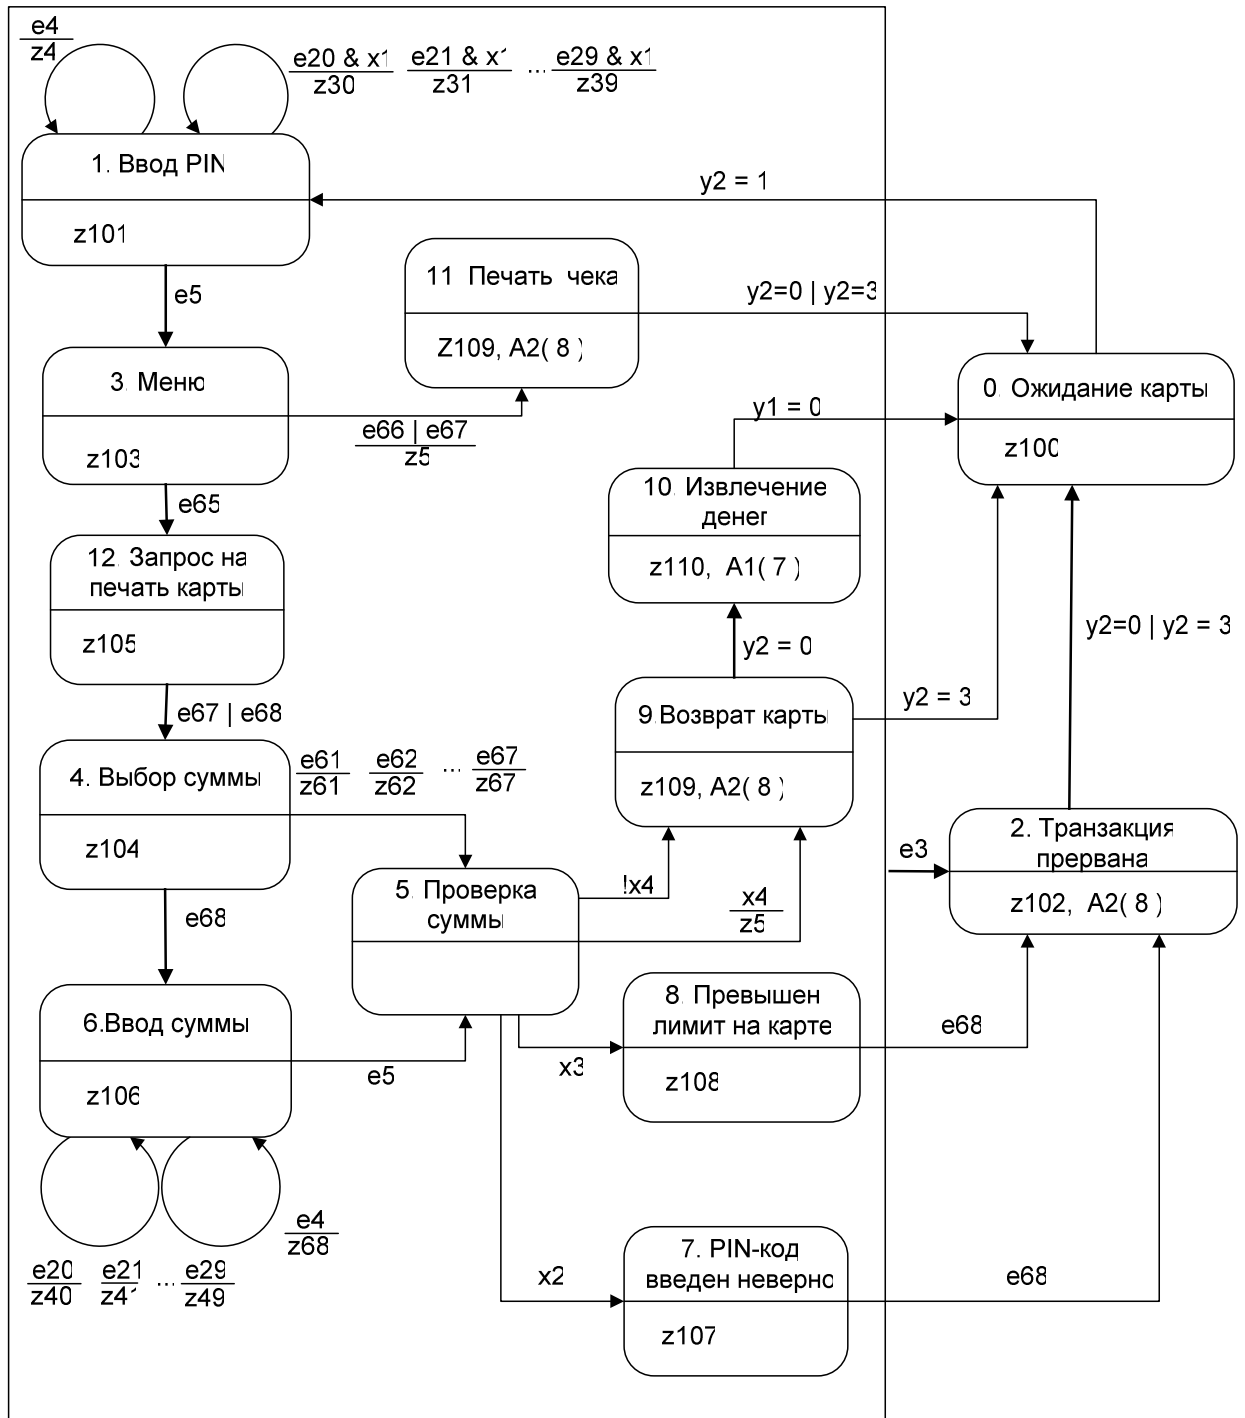 e4
z4
e20 & x1 e21 & x1 ... e29 & x1
z30 z31 z39
1. Ввод PIN
z101
y2 = 1
e5
11 Печать чека
Z109, A2( 8 )
y2=0 | y2=3
3. Меню
z103
e66 | e67
z5
y1 = 0
0. Ожидание карты
z100
e65
10. Извлечение
денег
z110, A1( 7 )
12. Запрос на
печать карты
z105
y2=0 | y2 = 3
y2 = 0
e67 | e68
9.Возврат карты
z109, A2( 8 )
y2 = 3
4. Выбор суммы
z104
e61 e62 ... e67
z61 z62 z67
e3
2. Транзакция
прервана
z102, A2( 8 )
5. Проверка
суммы
!x4
x4
z5
e68
6.Ввод суммы
z106
e5
x3
8. Превышен
лимит на карте
z108
e68
e4
z68
e20 e21 ... e29
z40 z41 z49
x2
7. PIN-код
введен неверно
z107
e68